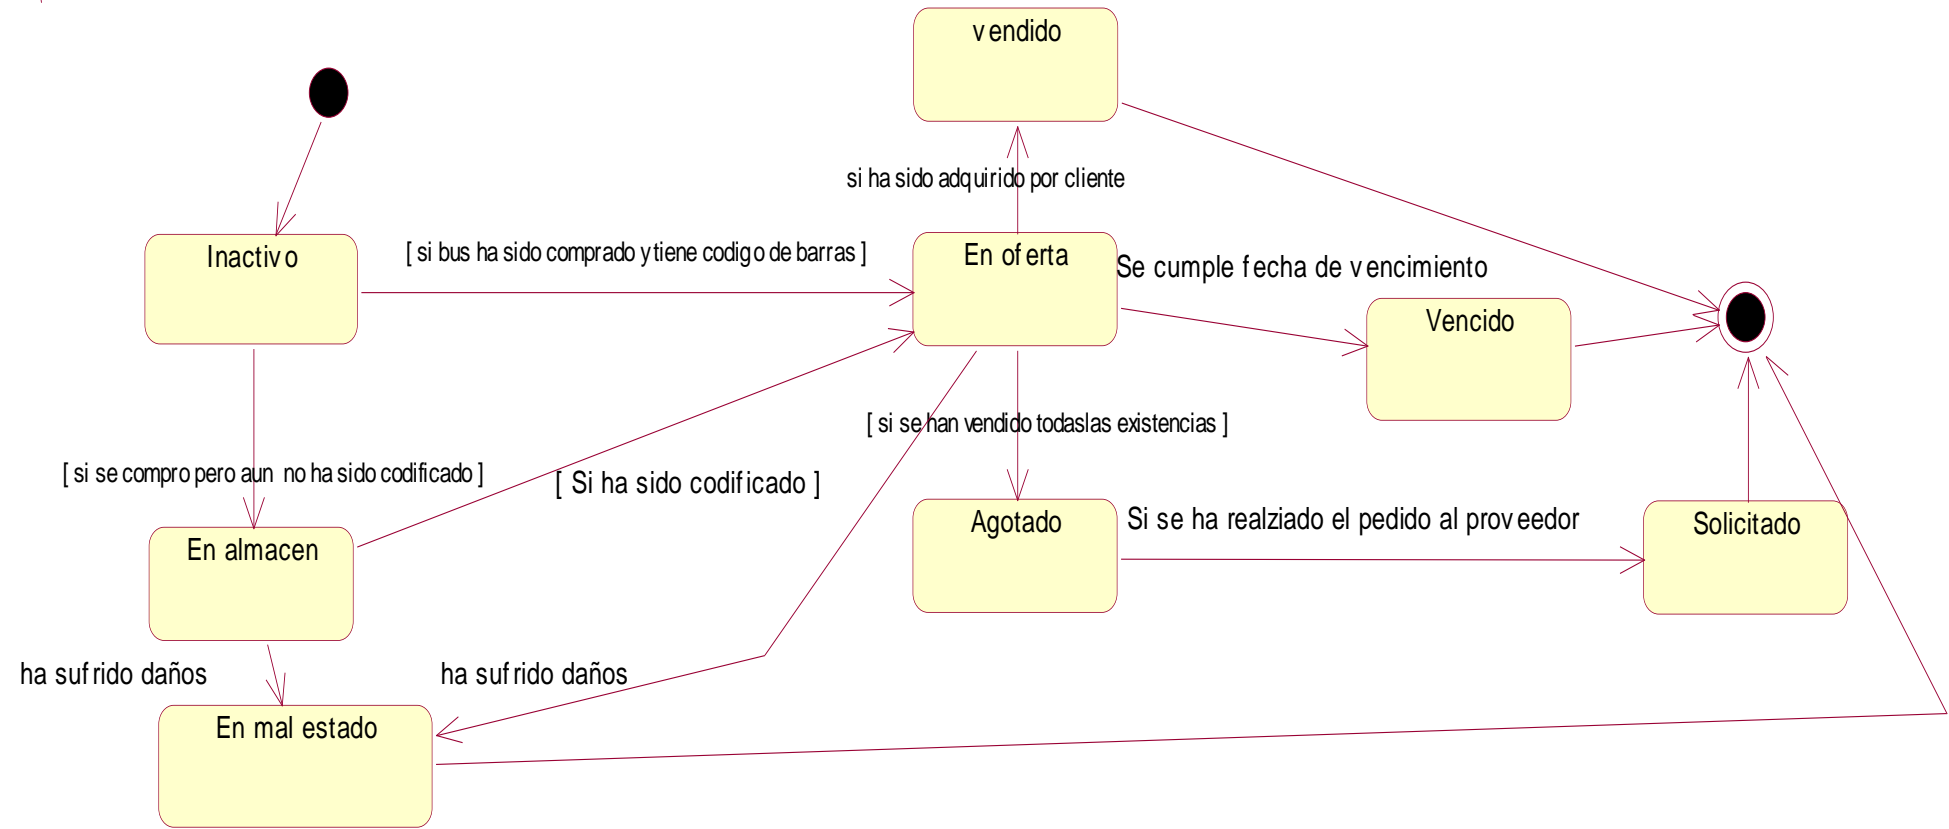 vendido
si ha sido adquirido por cliente
Inactivo
[ si bus ha sido comprado y tiene codigo de barras ]
En oferta
Se cumple fecha de vencimiento
Vencido
[ si se han vendido todaslas existencias ]
[ si se compro pero aun no ha sido codificado ]
[ Si ha sido codificado ]
Agotado
Si se ha realziado el pedido al proveedor
Solicitado
En almacen
ha sufrido daños
ha sufrido daños
En mal estado